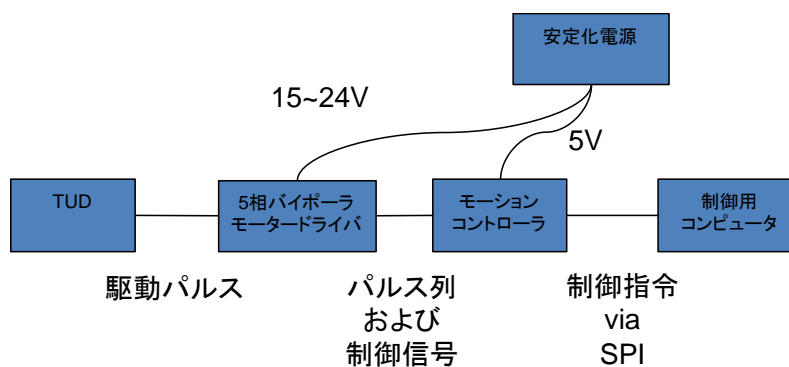 安定化電源
15~24V
5V
TUD
5相バイポーラ
モータードライバ
モーション
コントローラ
制御用
コンピュータ
駆動パルス
パルス列
および
制御信号
制御指令
via
SPI